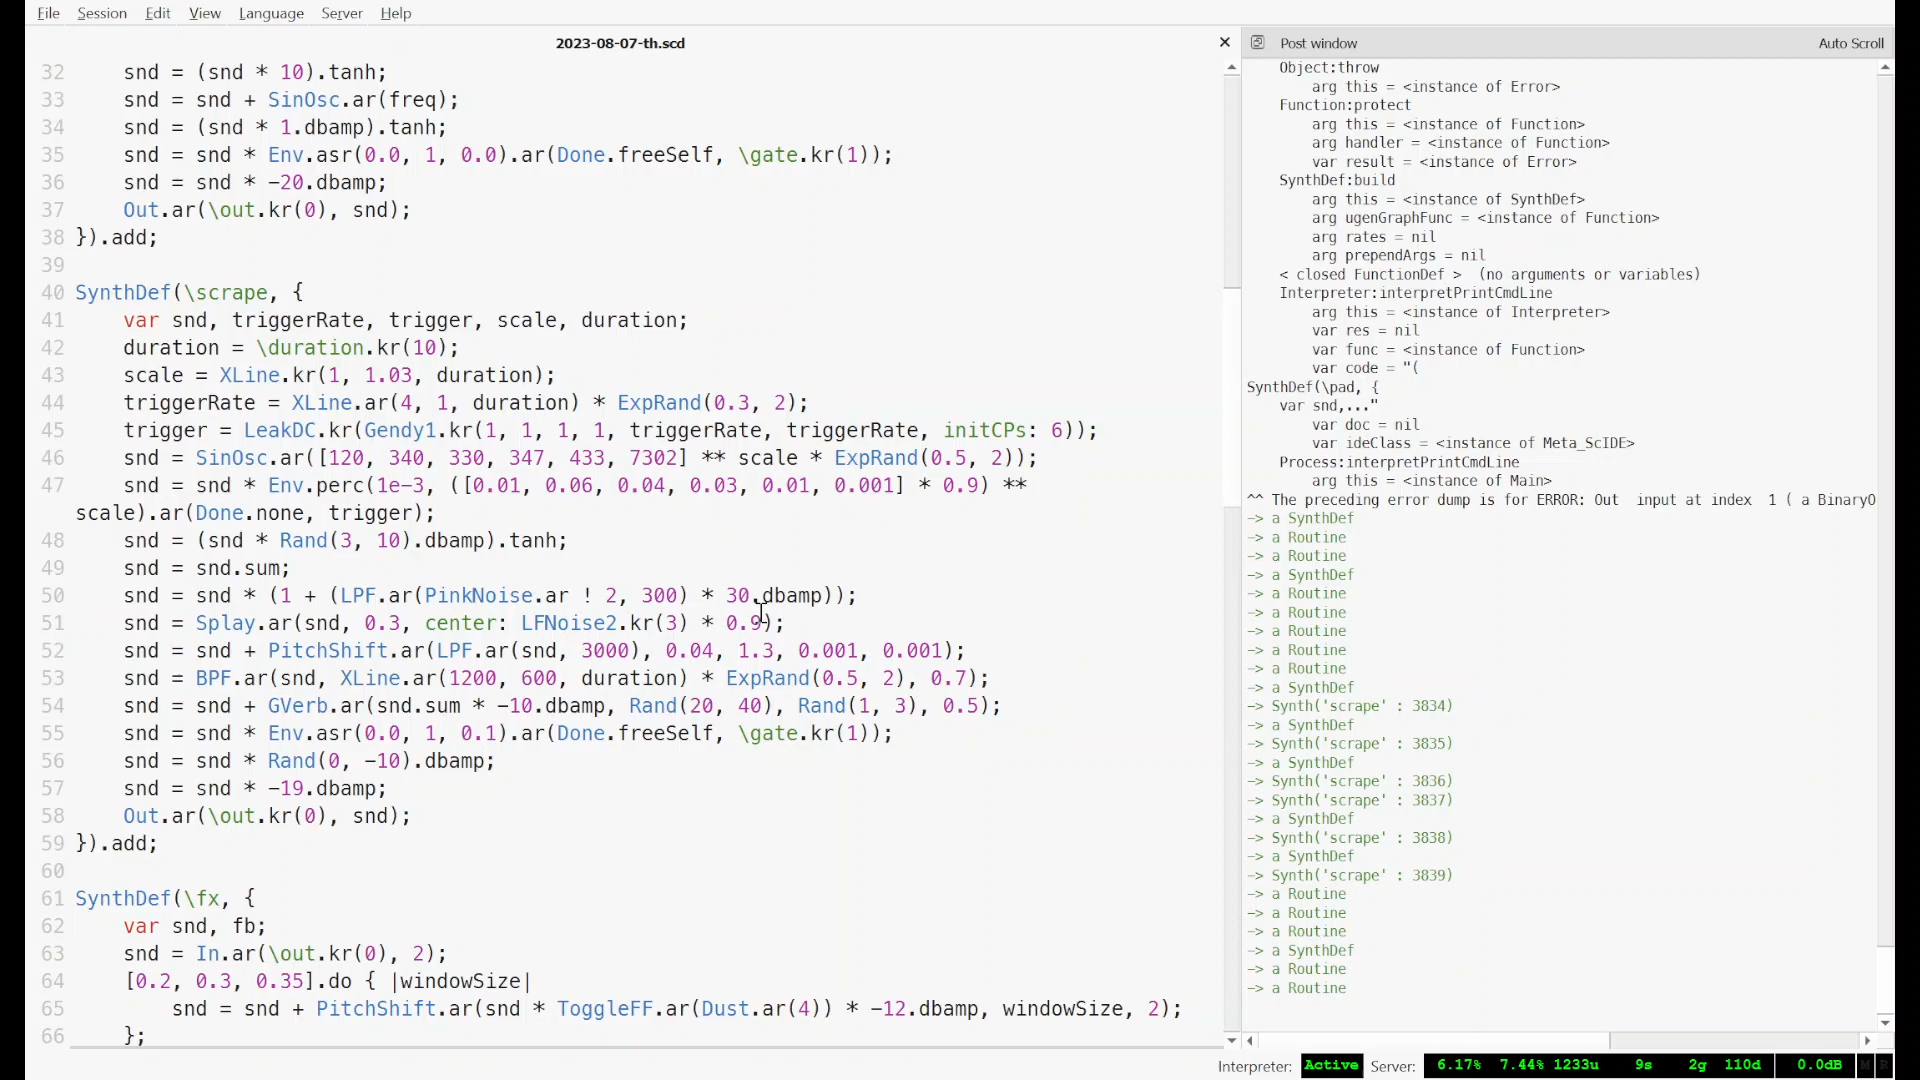 File Session Edit View Language Server Help
2023-08-07-th.scd
32 snd = (snd * 10).tanh;
33 snd = snd + SinOsc.ar(freq);
34 snd = (snd * 1.dbamp).tanh;
35 snd = snd * Env.asr(0.0, 1, 0.0).ar(Done.freeSelf, \gate.kr(1));
36 snd = snd * -20.dbamp;
37 Out.ar(\out.kr(0), snd);
38 }).add;
39
40 SynthDef(\scrape, {
41 var snd, triggerRate, trigger, scale, duration;
42 duration = \duration.kr(10);
43 scale = XLine.kr(1, 1.03, duration);
44 triggerRate = XLine.ar(4, 1, duration) * ExpRand(0.3, 2);
45 trigger = LeakDC.kr(Gendy1.kr(1, 1, 1, 1, triggerRate, triggerRate, initCPs: 6));
46 snd = SinOsc.ar([120, 340, 330, 347, 433, 7302] ** scale * ExpRand(0.5, 2));
47 snd = snd * Env.perc(1e-3, ([0.01, 0.06, 0.04, 0.03, 0.01, 0.001] * 0.9) **
scale).ar(Done.none, trigger);
48 snd = (snd * Rand(3, 10).dbamp).tanh;
49 snd = snd.sum;
50 snd = snd * (1 + (LPF.ar(PinkNoise.ar ! 2, 300) * 30.dbamp));
51 snd = Splay.ar(snd, 0.3, center: LFNoise2.kr(3) * 0.9);
52 snd = snd + PitchShift.ar(LPF.ar(snd, 3000), 0.04, 1.3, 0.001, 0.001);
53 snd = BPF.ar(snd, XLine.ar(1200, 600, duration) * ExpRand(0.5, 2), 0.7);
54 snd = snd + GVerb.ar(snd.sum * -10.dbamp, Rand(20, 40), Rand(1, 3), 0.5);
55 snd = snd * Env.asr(0.0, 1, 0.1).ar(Done.freeSelf, \gate.kr(1));
56 snd = snd * Rand(0, -10).dbamp;
57 snd = snd * -19.dbamp;
58 Out.ar(\out.kr(0), snd);
59 }).add;
60
61 SynthDef(\fx, {
62 var snd, fb;
63 snd = In.ar(\out.kr(0), 2);
64 [0.2, 0.3, 0.35].do { |windowSize|
65 snd = snd + PitchShift.ar(snd * ToggleFF.ar(Dust.ar(4)) * -12.dbamp, windowSize, 2);
66 };
Post window Auto Scroll
Object:throw
arg this = <instance of Error>
Function:protect
arg this = <instance of Function>
arg handler = <instance of Function>
var result = <instance of Error>
SynthDef:build
arg this = <instance of SynthDef>
arg ugenGraphFunc = <instance of Function>
arg rates = nil
arg prependArgs = nil
< closed FunctionDef > (no arguments or variables)
Interpreter:interpretPrintCmdLine
arg this = <instance of Interpreter>
var res = nil
var func = <instance of Function>
var code = "(
SynthDef(\pad, {
var snd,..."
var doc = nil
var ideClass = <instance of Meta_ScIDE>
Process:interpretPrintCmdLine
arg this = <instance of Main>
^^ The preceding error dump is for ERROR: Out input at index 1 ( a BinaryO
-> a SynthDef
-> a Routine
-> a Routine
-> a SynthDef
-> a Routine
-> a Routine
-> a Routine
-> a Routine
-> a Routine
-> a SynthDef
-> Synth('scrape' : 3834)
-> a SynthDef
-> Synth('scrape' : 3835)
-> a SynthDef
-> Synth('scrape' : 3836)
-> Synth('scrape' : 3837)
-> a SynthDef
-> Synth('scrape' : 3838)
-> a SynthDef
-> Synth('scrape' : 3839)
-> a Routine
-> a Routine
-> a Routine
-> a SynthDef
-> a Routine
-> a Routine
Interpreter: Active Server: 6.17% 7.44% 1233u 9s 2g 110d 0.0dB M R